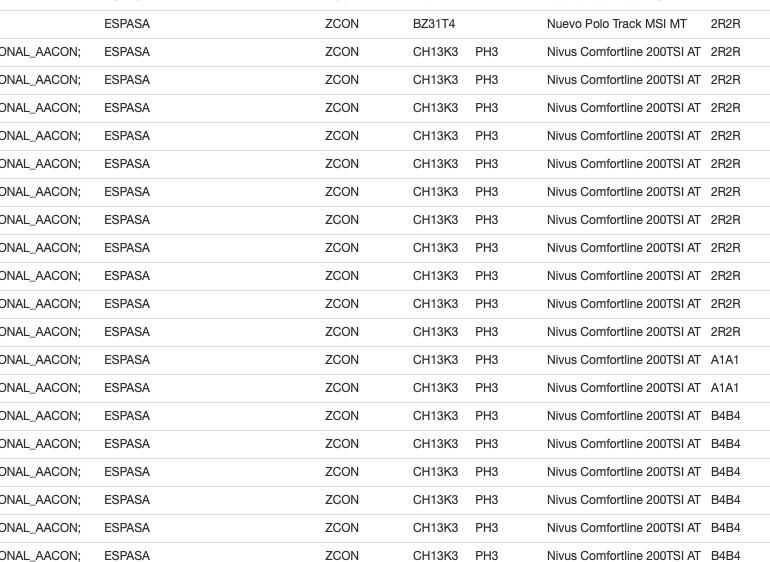 ESPASA ZCON BZ31T4 Nuevo Polo Track MSI MT 2R2R
ONAL_AACON; ESPASA ZCON CH13K3 PH3 Nivus Comfortline 200TSI AT 2R2R
ONAL_AACON; ESPASA ZCON CH13K3 PH3 Nivus Comfortline 200TSI AT 2R2R
ONAL_AACON; ESPASA ZCON CH13K3 PH3 Nivus Comfortline 200TSI AT 2R2R
ONAL_AACON; ESPASA ZCON CH13K3 PH3 Nivus Comfortline 200TSI AT 2R2R
ONAL_AACON; ESPASA ZCON CH13K3 PH3 Nivus Comfortline 200TSI AT 2R2R
ONAL_AACON; ESPASA ZCON CH13K3 PH3 Nivus Comfortline 200TSI AT 2R2R
ONAL_AACON; ESPASA ZCON CH13K3 PH3 Nivus Comfortline 200TSI AT 2R2R
ONAL_AACON; ESPASA ZCON CH13K3 PH3 Nivus Comfortline 200TSI AT 2R2R
ONAL_AACON; ESPASA ZCON CH13K3 PH3 Nivus Comfortline 200TSI AT 2R2R
ONAL_AACON; ESPASA ZCON CH13K3 PH3 Nivus Comfortline 200TSI AT 2R2R
ONAL_AACON; ESPASA ZCON CH13K3 PH3 Nivus Comfortline 200TSI AT 2R2R
ONAL_AACON; ESPASA ZCON CH13K3 PH3 Nivus Comfortline 200TSI AT A1A1
ONAL_AACON; ESPASA ZCON CH13K3 PH3 Nivus Comfortline 200TSI AT A1A1
ONAL_AACON; ESPASA ZCON CH13K3 PH3 Nivus Comfortline 200TSI AT B4B4
ONAL_AACON; ESPASA ZCON CH13K3 PH3 Nivus Comfortline 200TSI AT B4B4
ONAL_AACON; ESPASA ZCON CH13K3 PH3 Nivus Comfortline 200TSI AT B4B4
ONAL_AACON; ESPASA ZCON CH13K3 PH3 Nivus Comfortline 200TSI AT B4B4
ONAL_AACON; ESPASA ZCON CH13K3 PH3 Nivus Comfortline 200TSI AT B4B4
ONAL_AACON; ESPASA ZCON CH13K3 PH3 Nivus Comfortline 200TSI AT B4B4